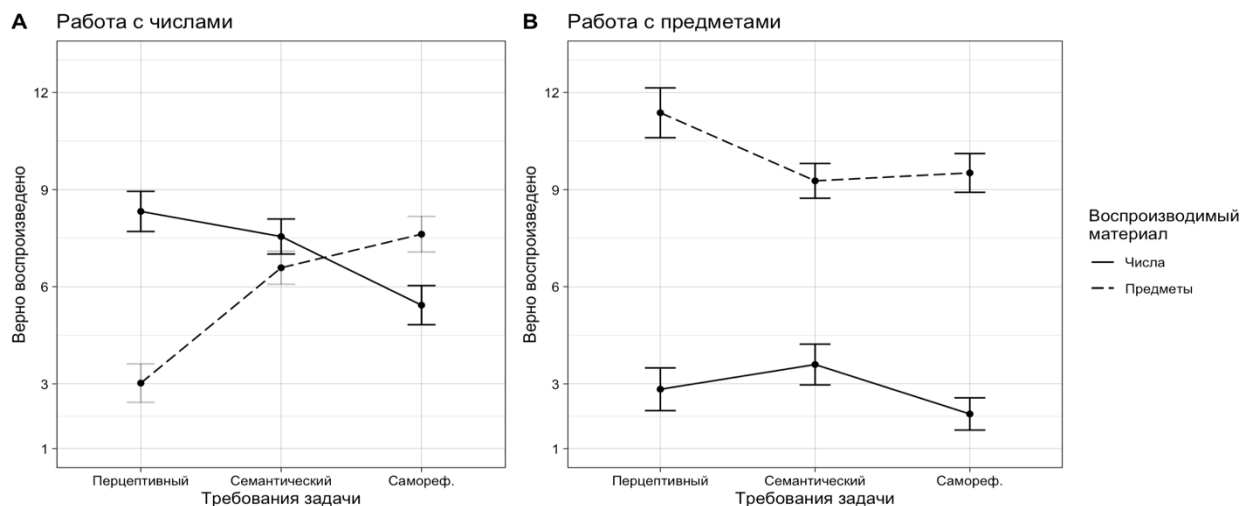 A Работа с числами
12
9
6
3
1
Верно воспроизведено
Перцептивный Семантический Самореф.
Требования задачи
B Работа с предметами
12
9
6
3
1
Верно воспроизведено
Перцептивный Семантический Самореф.
Требования задачи
Воспроизводимый
материал
Числа
Предметы